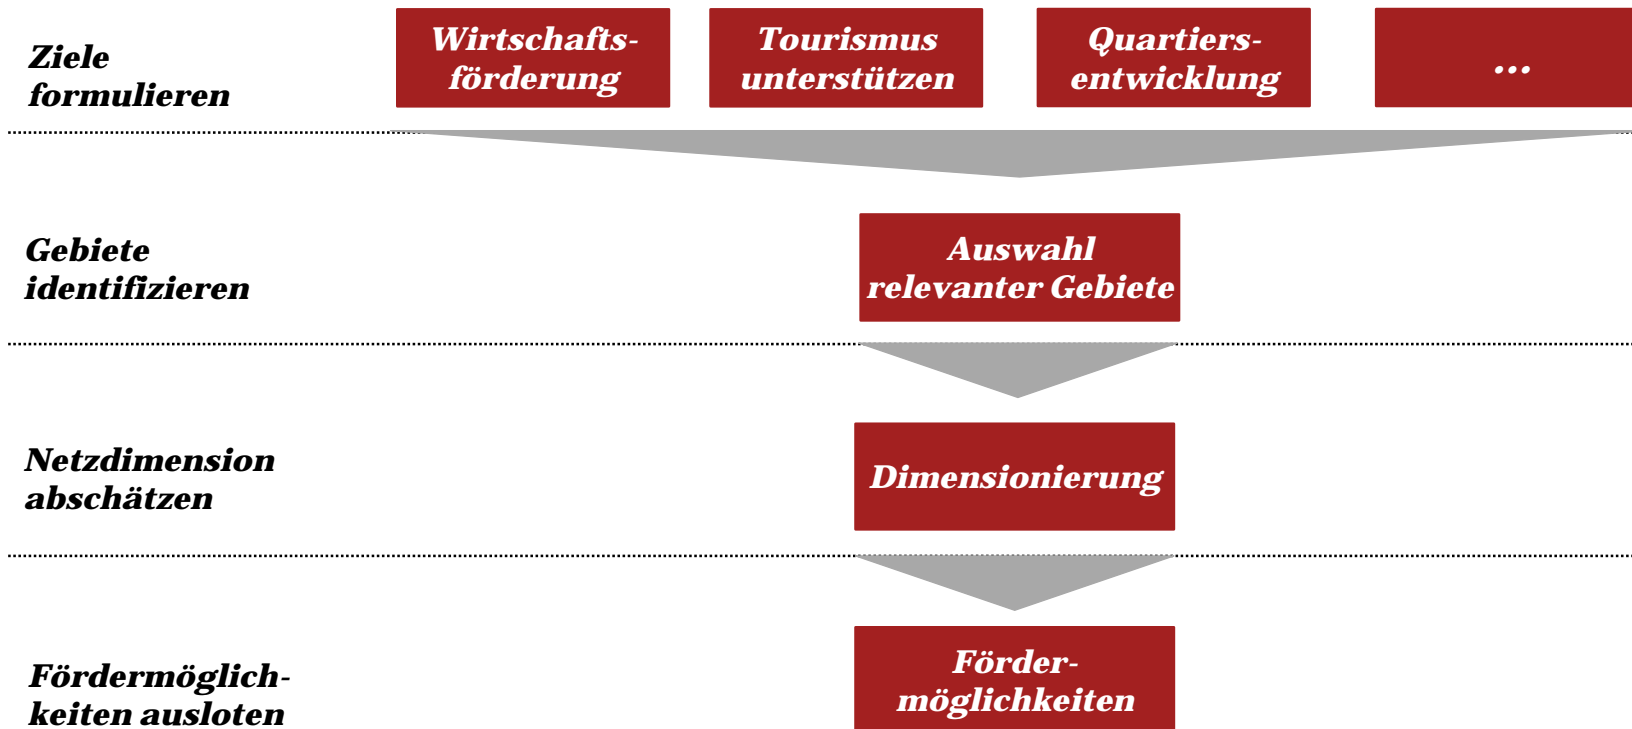 Ziele
formulieren
Wirtschafts-
förderung
Tourismus
unterstützen
Quartiers-
entwicklung
...
Gebiete
identifizieren
Auswahl
relevanter Gebiete
Netzdimension
abschätzen
Dimensionierung
Fördermöglich-
keiten ausloten
Förder-
möglichkeiten